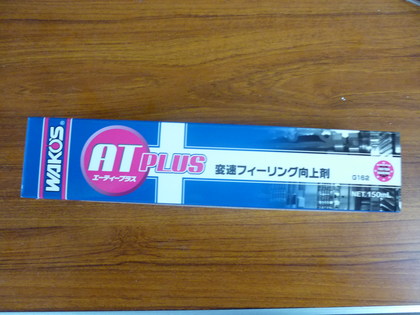 WAKO'S®
AT PLUS
エーティープラス
変速フィーリング向上剤
G162
NET.150mL